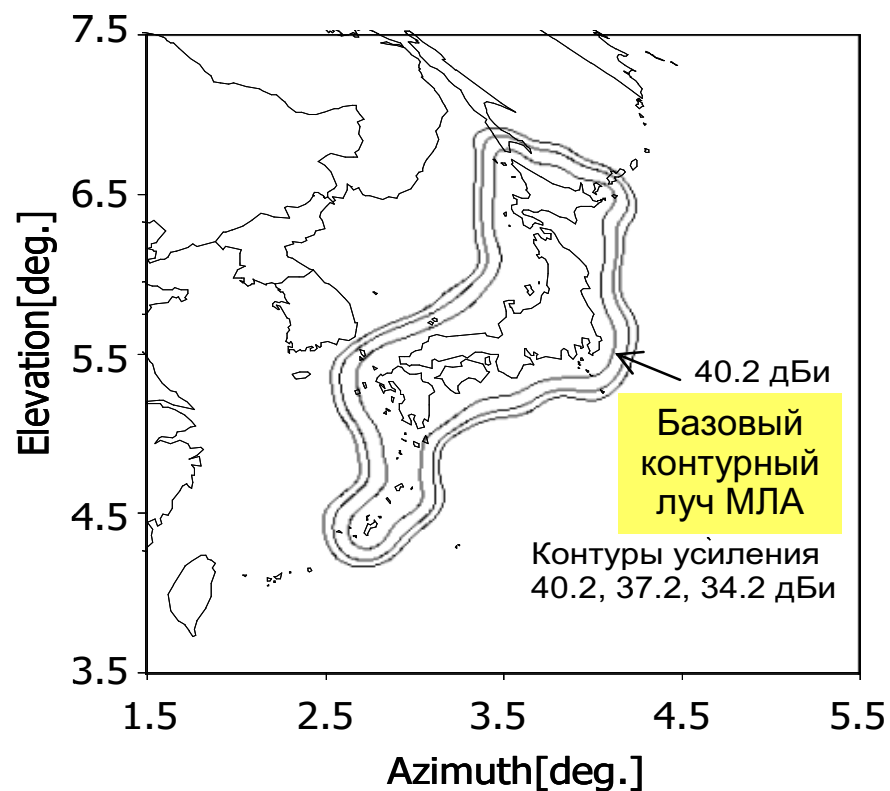 7.5
6.5
5.5
4.5
3.5
Elevation[deg.]
40.2 дБи
Базовый
контурный
луч МЛА
Контуры усиления
40.2, 37.2, 34.2 дБи
1.5 2.5 3.5 4.5 5.5
Azimuth[deg.]